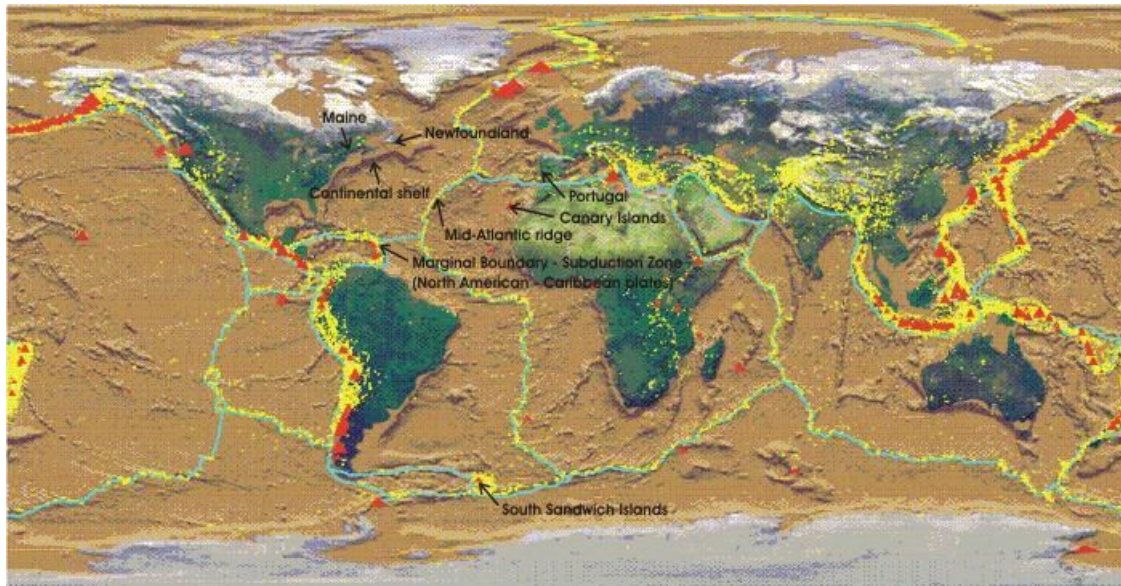 Maine
Newfoundland
Continental shelf
Portugal
Canary Islands
Mid-Atlantic ridge
Marginal Boundary - Subduction Zone
(North American - Caribbean plates)
South Sandwich Islands